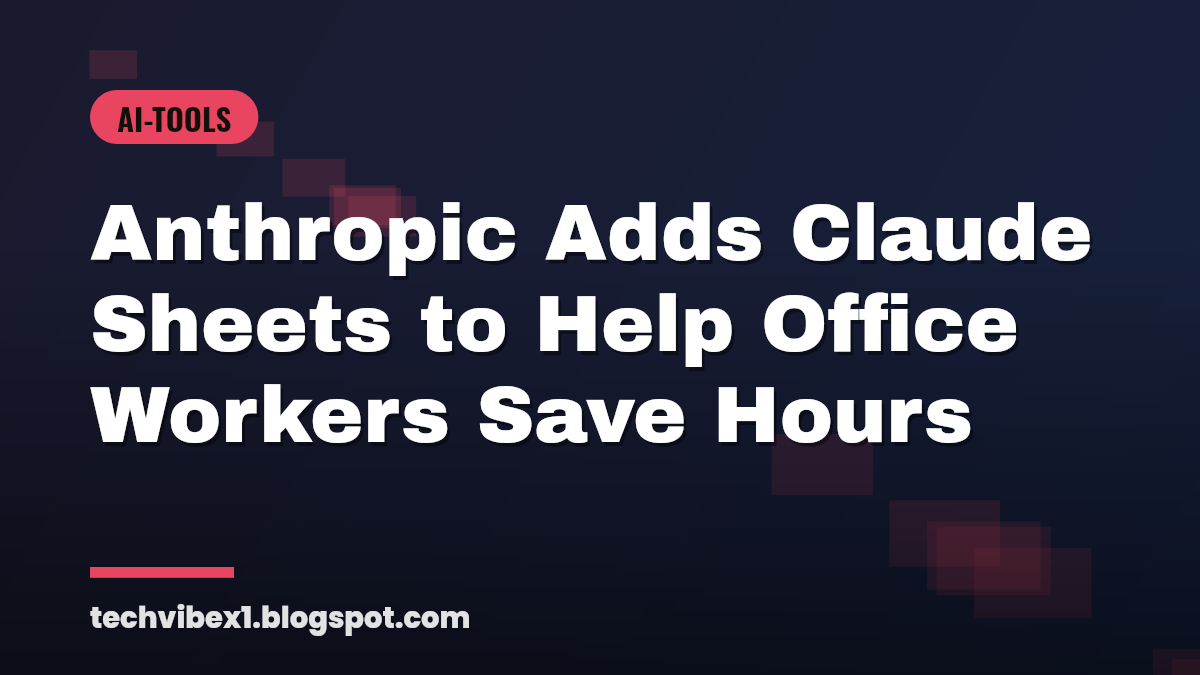 AI-TOOLS
Anthropic Adds Claude
Sheets to Help Office
Workers Save Hours
techvibex1.blogspot.com